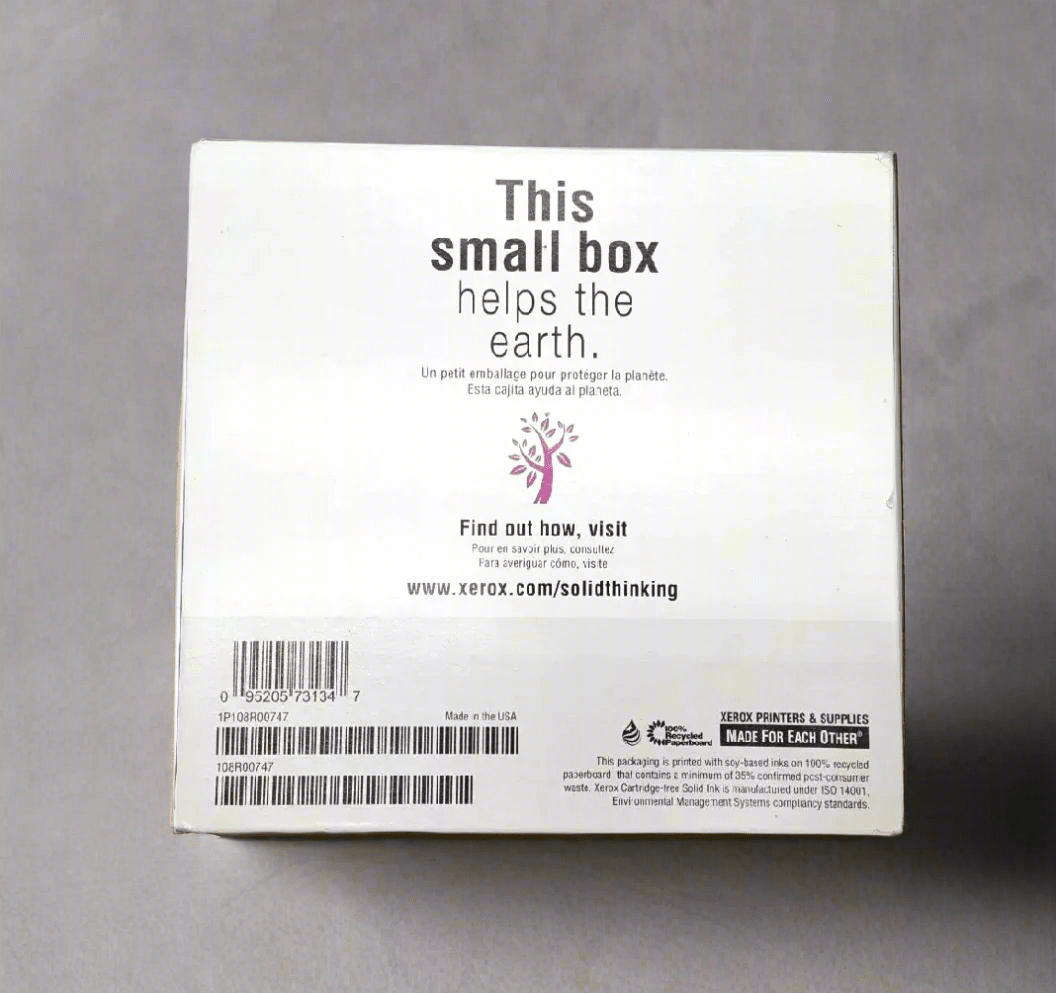 This
small box
helps the
earth.
Un petit emballage pour protéger la planète.
Esta cajita ayuda al planeta.
Find out how, visit
Pour en savoir plus, consultez
Para averiguar cómo, visite
www.xerox.com/solidthinking
0 95205 73134 7
1P108R00747
Made in the USA
108R00747
100%
Recycled
Paperboard
XEROX PRINTERS & SUPPLIES
MADE FOR EACH OTHER®
This packaging is printed with soy-based inks on 100% recycled
paperboard that contains a minimum of 35% confirmed post-consumer
waste. Xerox Cartridge-free Solid Ink is manufactured under ISO 14001,
Environmental Management Systems compliancy standards.